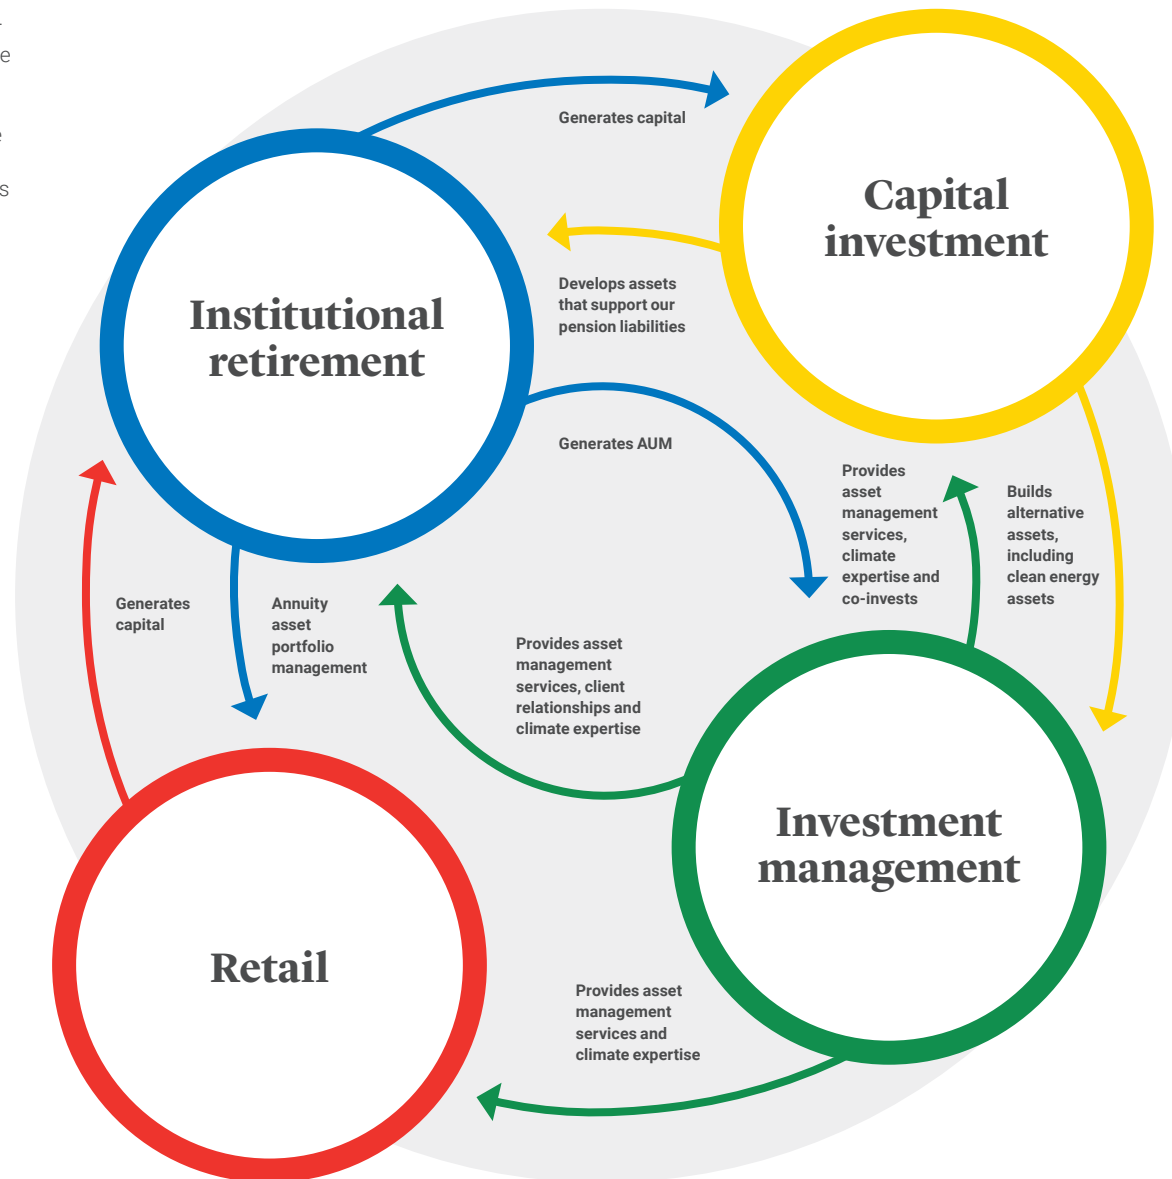 e
e
s
Generates capital
Capital
investment
Develops assets
that support our
pension liabilities
Institutional
retirement
Generates AUM
Provides
asset
management
services,
climate
expertise and
co-invests
Builds
alternative
assets,
including
clean energy
assets
Generates
capital
Annuity
asset
portfolio
management
Provides asset
management
services, client
relationships and
climate expertise
Investment
management
Retail
Provides asset
management
services and
climate expertise